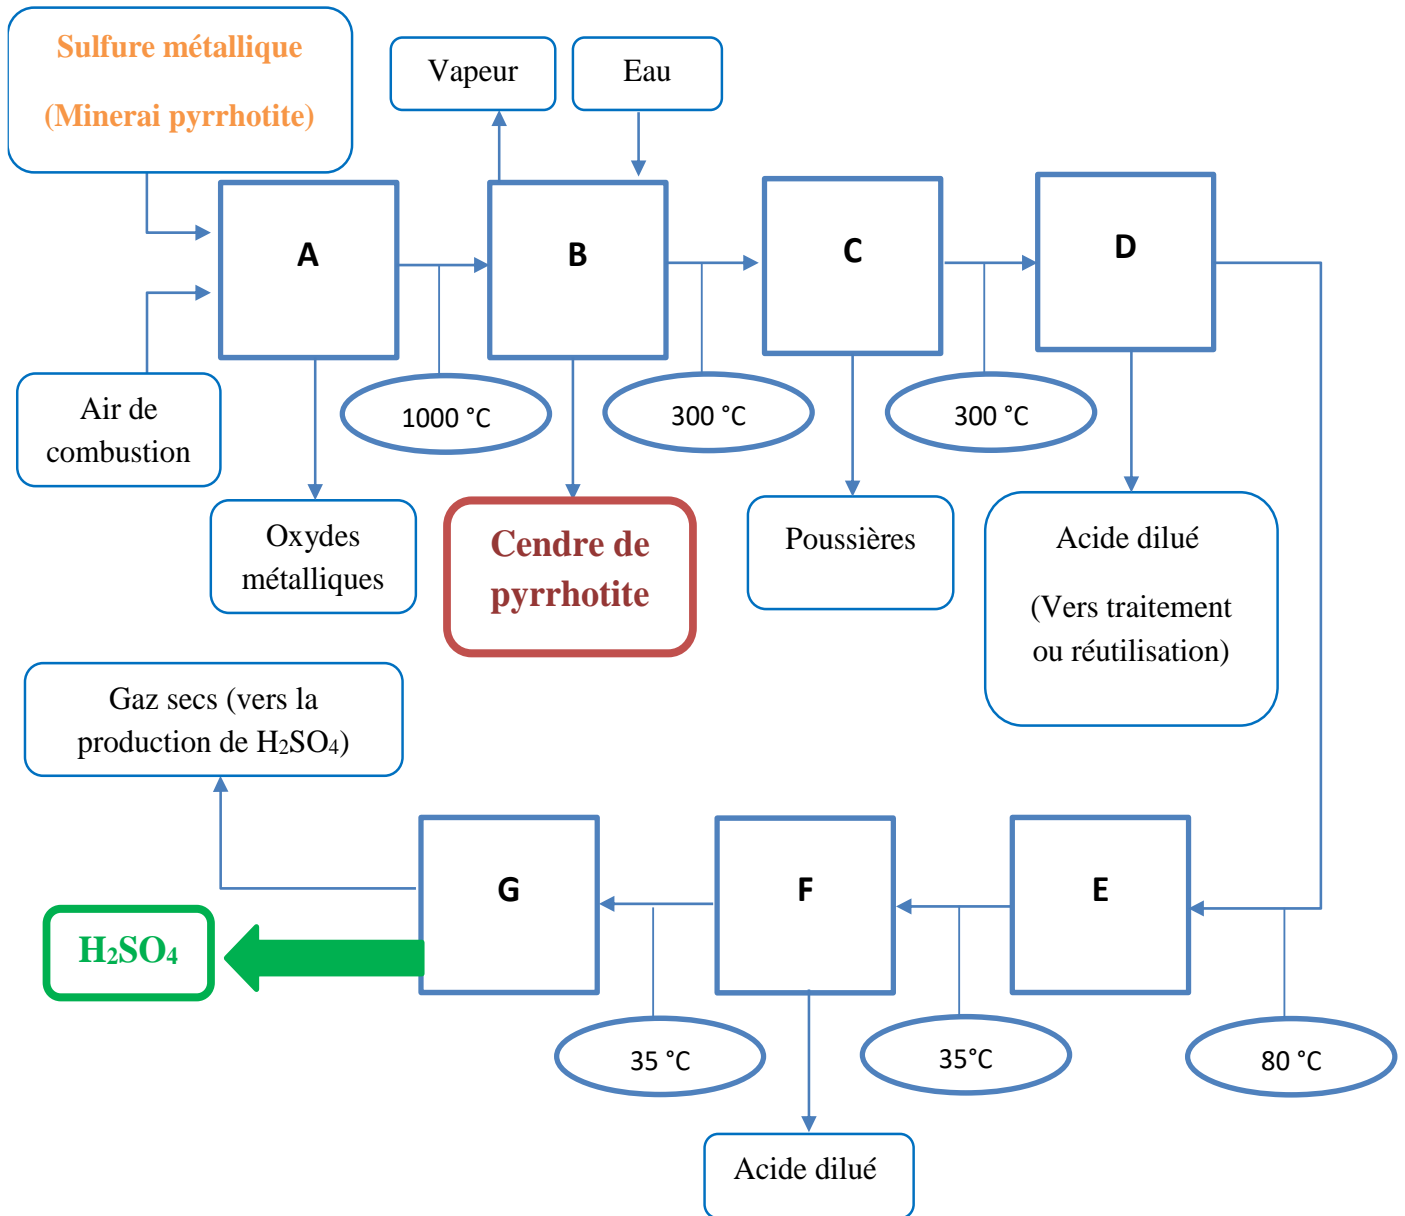 Sulfure métallique
(Minerai pyrrhotite)
Vapeur
Eau
A
B
C
D
Air de
combustion
1000 °C
300 °C
300 °C
Oxydes
métalliques
Cendre de
pyrrhotite
Poussières
Acide dilué
(Vers traitement
ou réutilisation)
Gaz secs (vers la
production de H₂SO₄)
G
F
E
H₂SO₄
35 °C
35°C
80 °C
Acide dilué